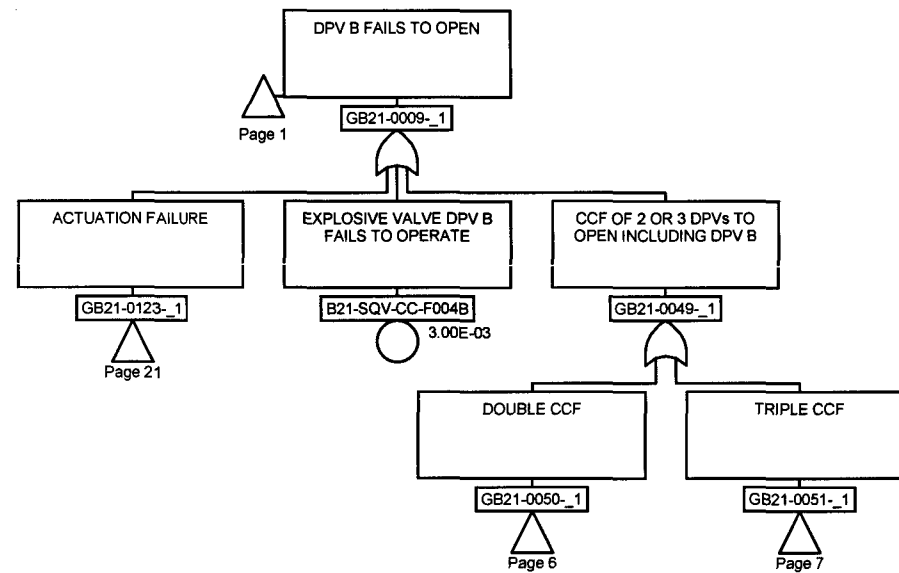 DPV B FAILS TO OPEN
Page 1
GB21-0009-_1
ACTUATION FAILURE
EXPLOSIVE VALVE DPV B
FAILS TO OPERATE
CCF OF 2 OR 3 DPVs TO
OPEN INCLUDING DPV B
GB21-0123-_1
B21-SQV-CC-F004B
GB21-0049-_1
3.00E-03
Page 21
DOUBLE CCF
TRIPLE CCF
GB21-0050-_1
GB21-0051-_1
Page 6
Page 7